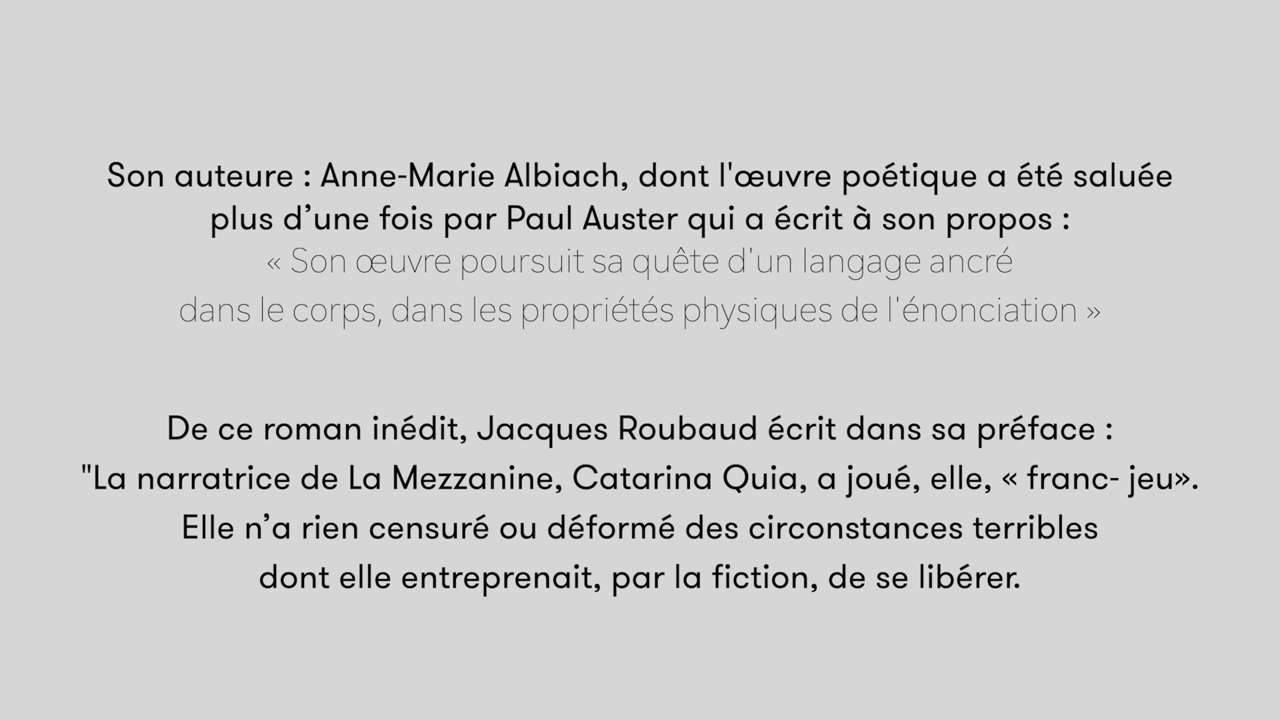 Son auteure : Anne-Marie Albiach, dont l'œuvre poétique a été saluée
plus d’une fois par Paul Auster qui a écrit à son propos :
« Son œuvre poursuit sa quête d'un langage ancré
dans le corps, dans les propriétés physiques de l'énonciation »
De ce roman inédit, Jacques Roubaud écrit dans sa préface :
"La narratrice de La Mezzanine, Catarina Quia, a joué, elle, « franc- jeu».
Elle n’a rien censuré ou déformé des circonstances terribles
dont elle entreprenait, par la fiction, de se libérer.